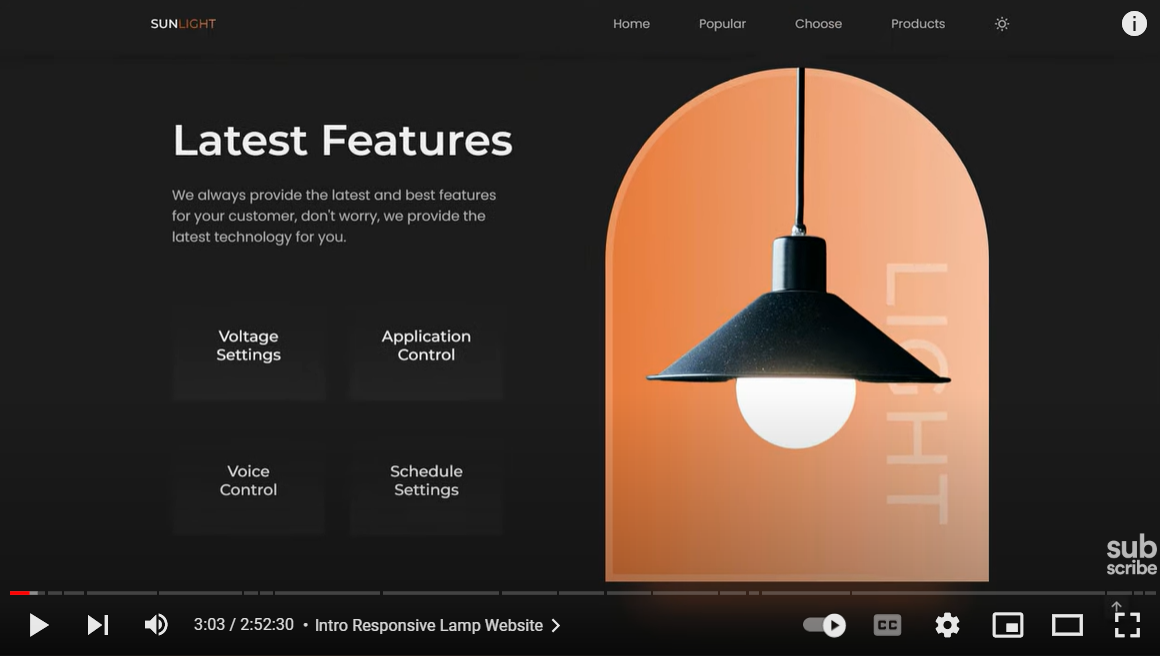 SUNLIGHT
Home Popular Choose Products
i
Latest Features
We always provide the latest and best features
for your customer, don't worry, we provide the
latest technology for you.
Voltage
Settings
Application
Control
Voice
Control
Schedule
Settings
LIGHT
sub
scribe
3:03 / 2:52:30 • Intro Responsive Lamp Website
CC